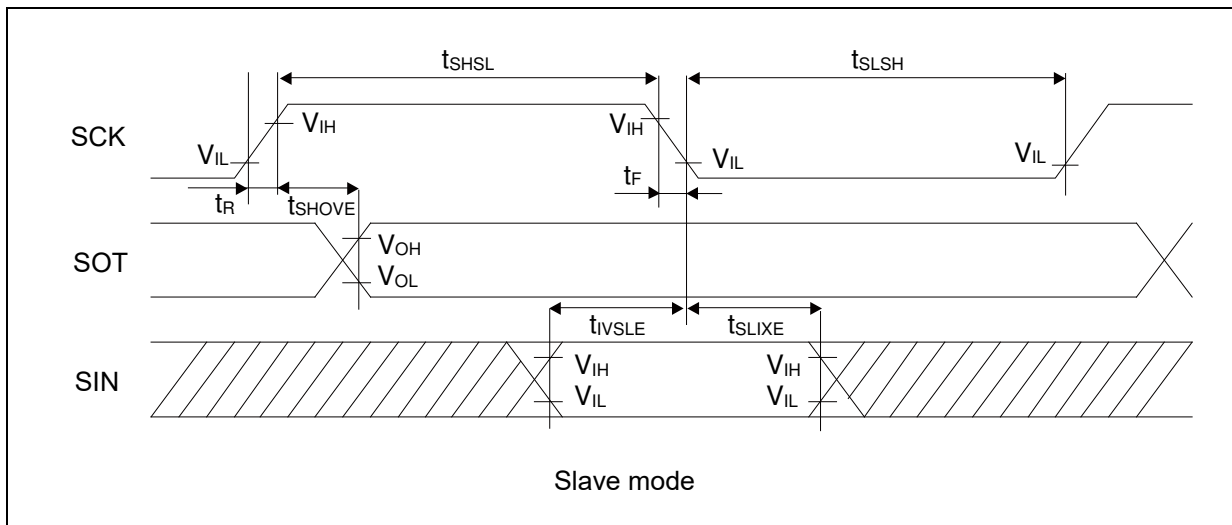 tSHSL
tSLSH
SCK
VIH
VIH
VIL
VIL
VIL
tR
tSHOVE
tF
SOT
VOH
VOL
tIVSLE
tSLIXE
SIN
VIH
VIH
VIL
VIL
Slave mode